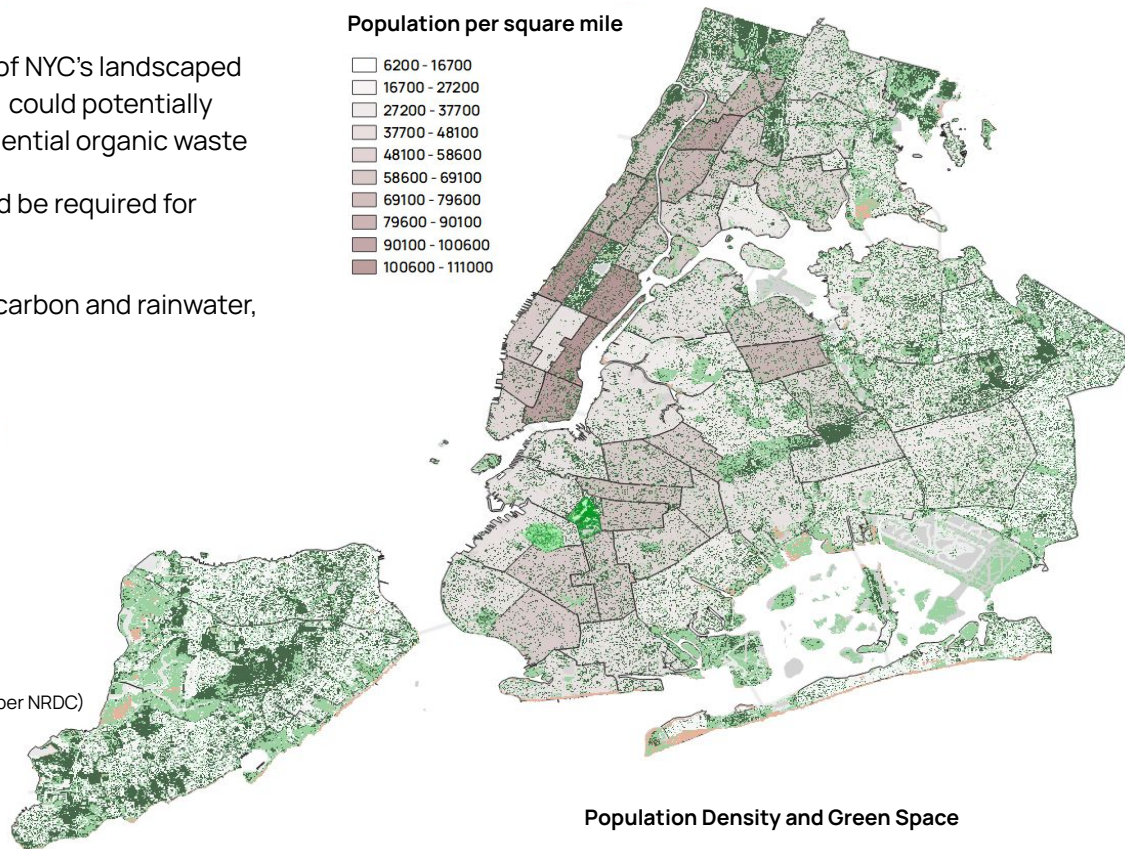 Population per square mile
6200 - 16700
16700 - 27200
27200 - 37700
37700 - 48100
48100 - 58600
58600 - 69100
69100 - 79600
79600 - 90100
90100 - 100600
100600 - 111000
of NYC's landscaped
could potentially
ential organic waste
d be required for
carbon and rainwater,
per NRDC)
Population Density and Green Space